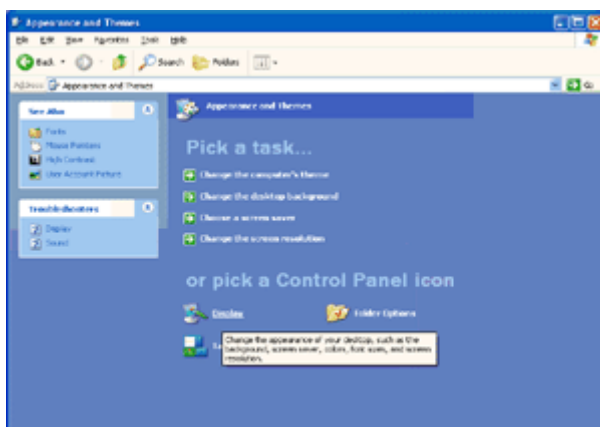 Appearance and Themes
File Edit View Favorites Tools Help
Back Search Folders
Address Appearance and Themes Go
See Also
Fonts
Mouse Pointers
High Contrast
User Account Picture
Troubleshooters
Display
Sound
Appearance and Themes
Pick a task...
Change the computer's theme
Change the desktop background
Choose a screen saver
Change the screen resolution
or pick a Control Panel icon
Display Folder Options
Change the appearance of your desktop, such as the
background, screen saver, colors, font sizes, and screen
resolution.